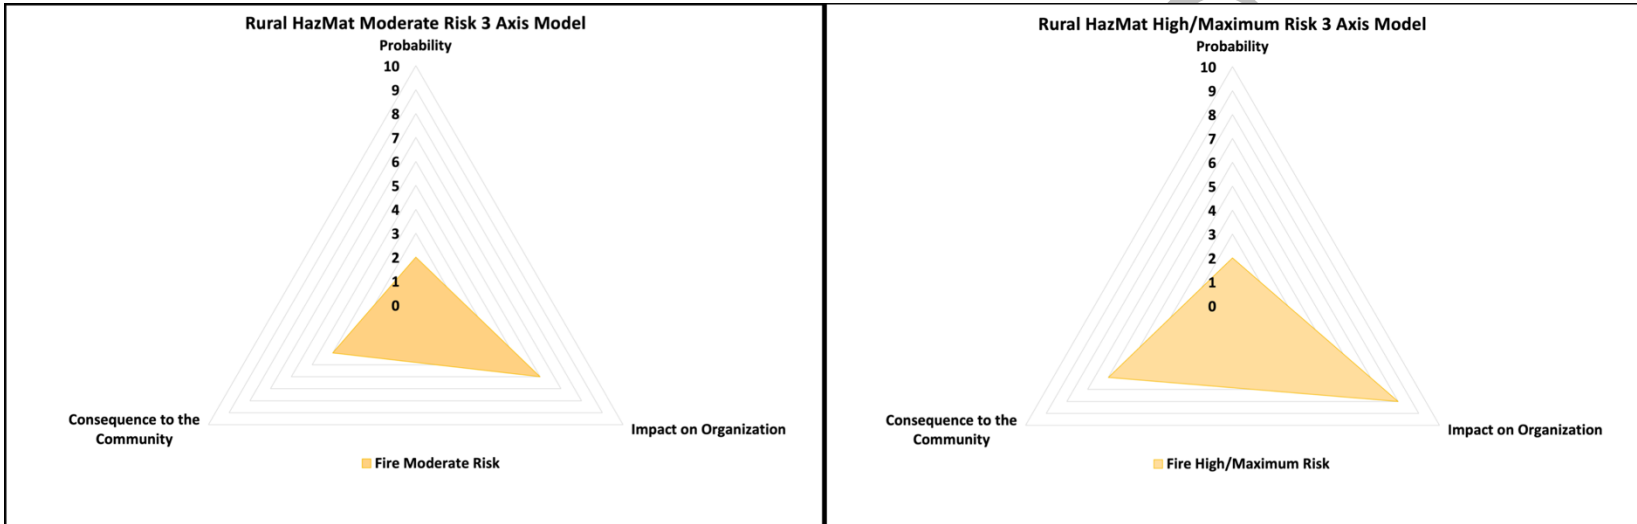 Rural HazMat Moderate Risk 3 Axis Model
Probability
10
9
8
7
6
5
4
3
2
1
0
Consequence to the
Community
Impact on Organization
Fire Moderate Risk
Rural HazMat High/Maximum Risk 3 Axis Model
Probability
10
9
8
7
6
5
4
3
2
1
0
Consequence to the
Community
Impact on Organization
Fire High/Maximum Risk